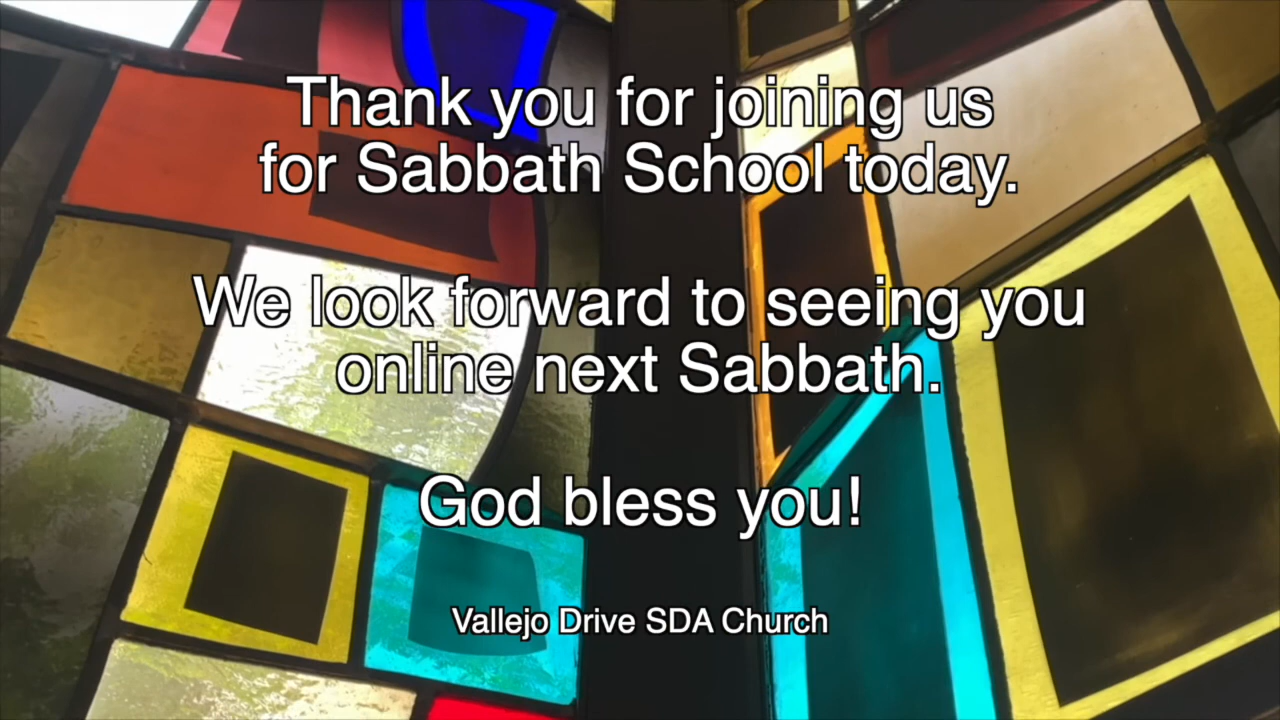 Thank you for joining us
for Sabbath School today.
We look forward to seeing you
online next Sabbath.
God bless you!
Vallejo Drive SDA Church